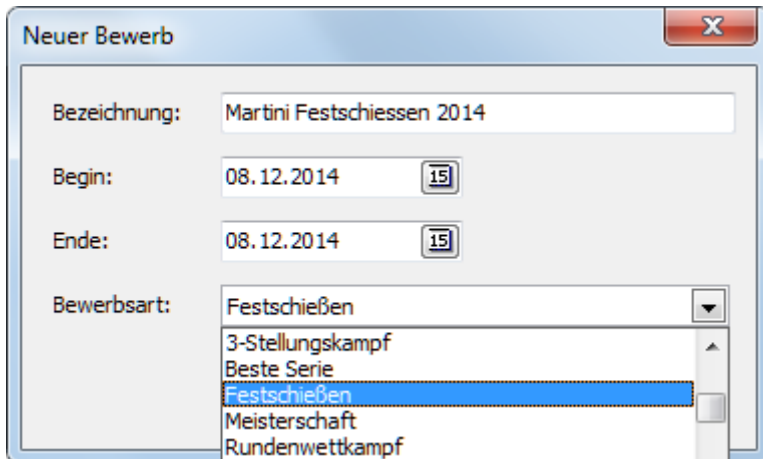 Neuer Bewerb
Bezeichnung: Martini Festschiessen 2014
Begin: 08.12.2014 15
Ende: 08.12.2014 15
Bewerbsart: Festschießen
3-Stellungskampf
Beste Serie
Festschießen
Meisterschaft
Rundenwettkampf